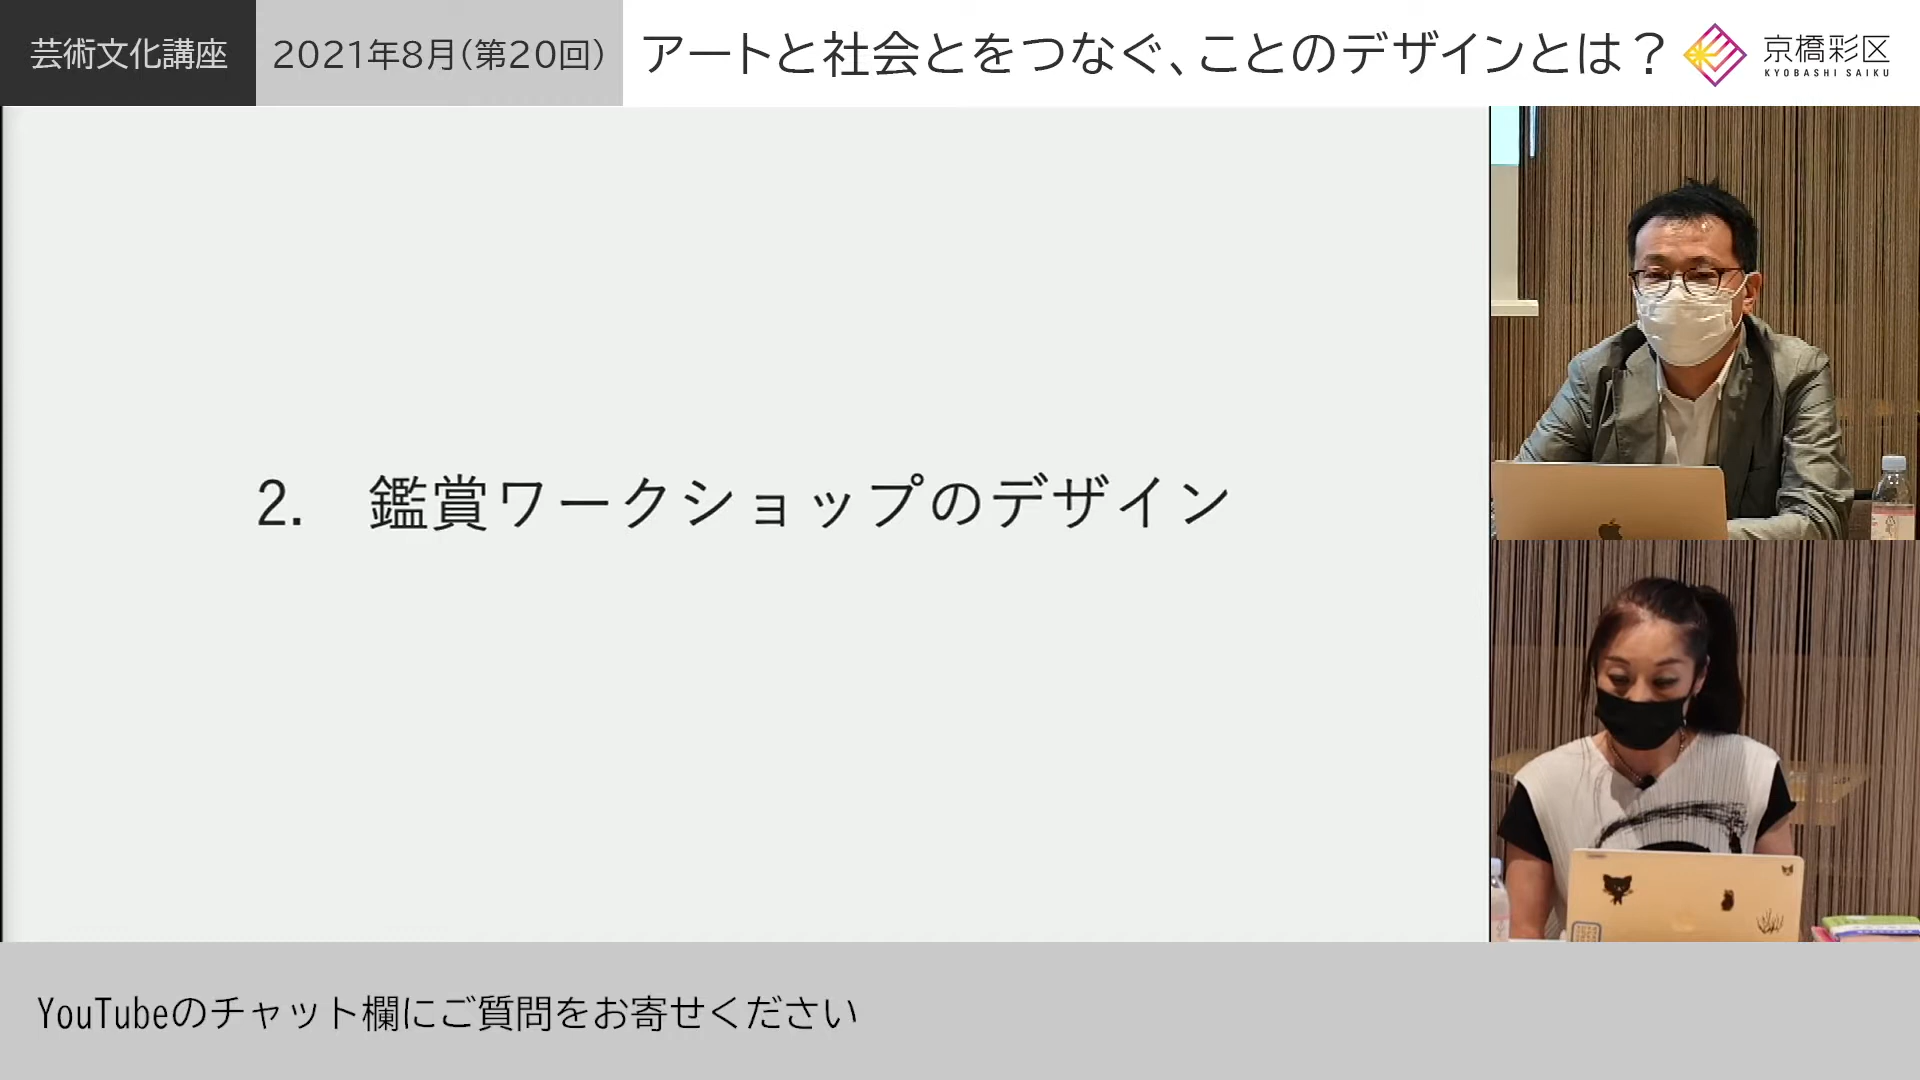 芸術文化講座
2021年8月(第20回)
アートと社会とをつなぐ、ことのデザインとは？
京橋彩区
KYOBASHI SAIKU
2.　鑑賞ワークショップのデザイン
YouTubeのチャット欄にご質問をお寄せください